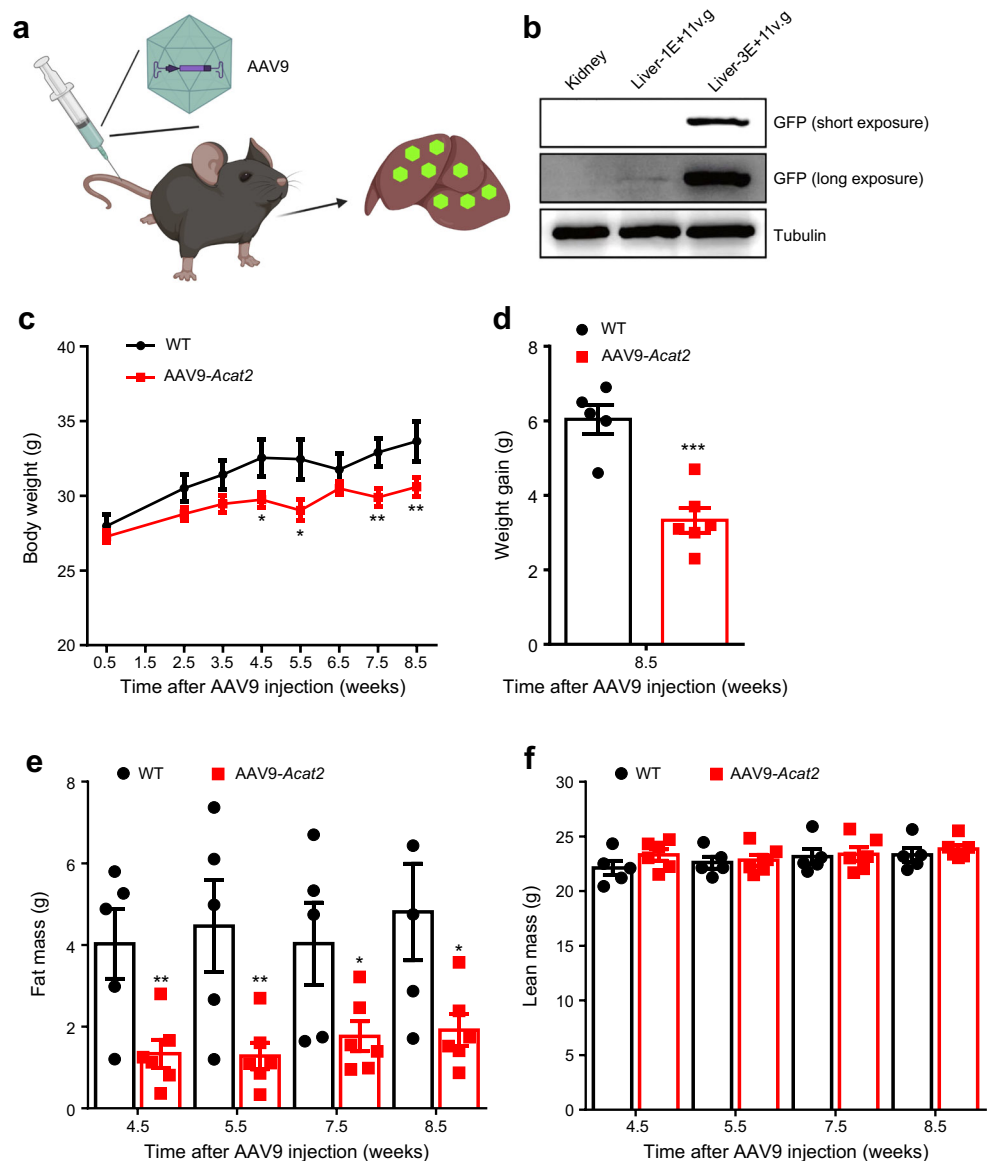 a
AAV9
b
Kidney
Liver-1E+11v.g
Liver-3E+11v.g
GFP (short exposure)
GFP (long exposure)
Tubulin
c
WT
AAV9-Acat2
Body weight (g)
40
35
30
25
20
*
*
**
**
0.5 1.5 2.5 3.5 4.5 5.5 6.5 7.5 8.5
Time after AAV9 injection (weeks)
d
WT
AAV9-Acat2
Weight gain (g)
8
6
4
2
0
***
8.5
Time after AAV9 injection (weeks)
e
WT AAV9-Acat2
Fat mass (g)
8
6
4
2
0
**
**
*
*
4.5 5.5 7.5 8.5
Time after AAV9 injection (weeks)
f
WT AAV9-Acat2
Lean mass (g)
30
25
20
15
10
5
0
4.5 5.5 7.5 8.5
Time after AAV9 injection (weeks)